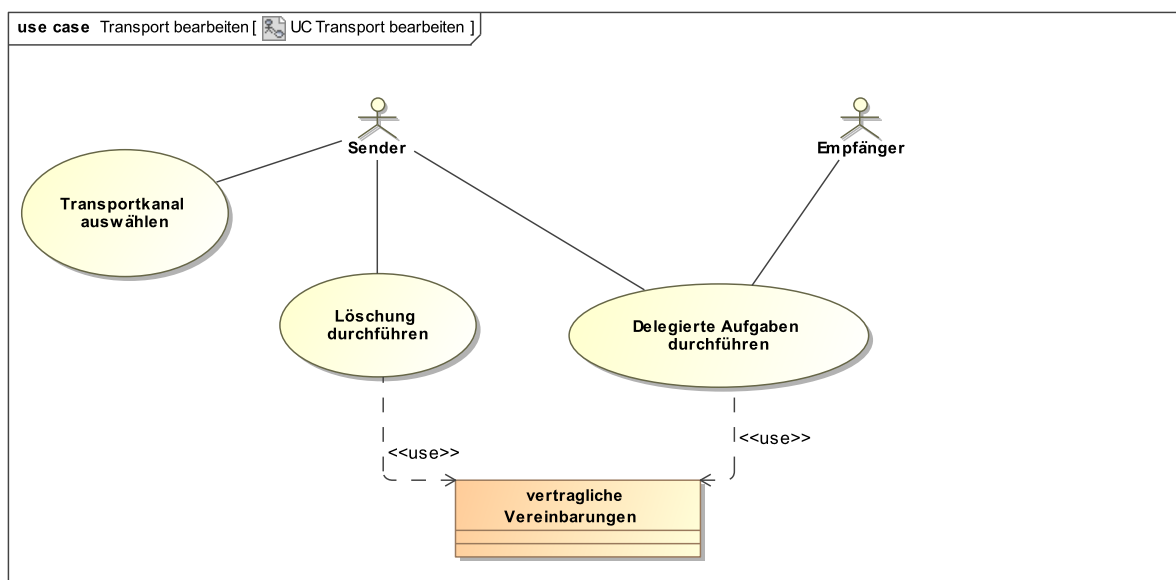 use case Transport bearbeiten [ UC Transport bearbeiten ]
Sender
Empfänger
Transportkanal
auswählen
Löschung
durchführen
Delegierte Aufgaben
durchführen
<<use>>
<<use>>
vertragliche
Vereinbarungen